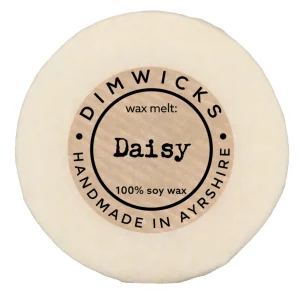 DIMWICKS
wax melt:
Daisy
100% soy wax
• HANDMADE IN AYRSHIRE •